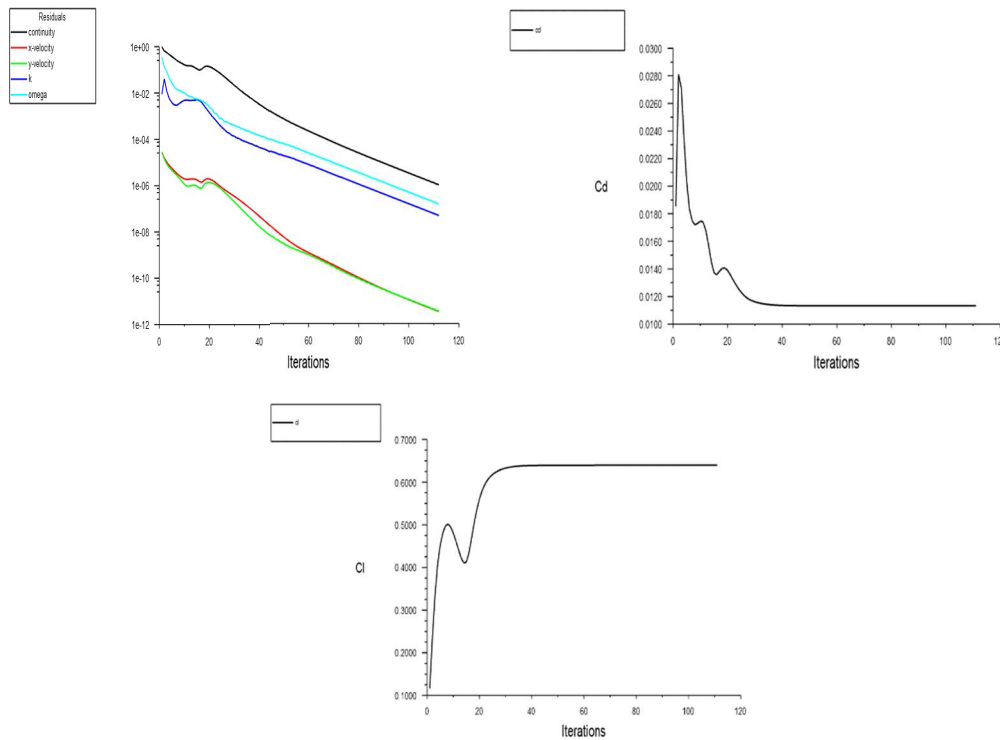 Residuals
continuity
x-velocity
y-velocity
k
omega
1e+00
1e-02
1e-04
1e-06
1e-08
1e-10
1e-12
0 20 40 60 80 100 120
Iterations
cd
0.0300
0.0280
0.0260
0.0240
0.0220
0.0200
0.0180
0.0160
0.0140
0.0120
0.0100
Cd
0 20 40 60 80 100
Iterations
cl
0.7000
0.6000
0.5000
0.4000
0.3000
0.2000
0.1000
Cl
0 20 40 60 80 100 120
Iterations